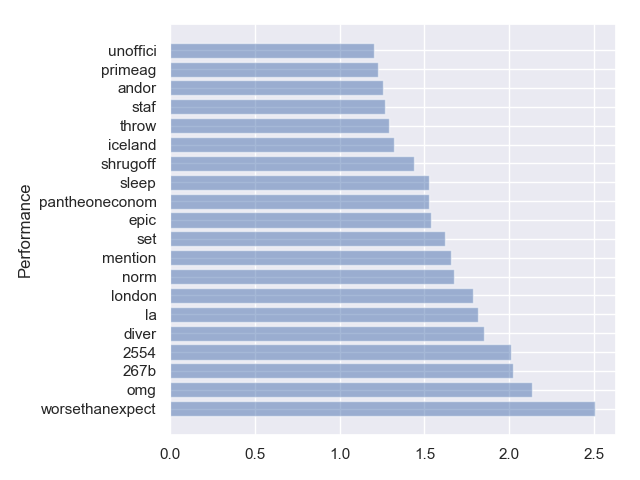 unoffici
primeag
andor
staf
throw
iceland
shrugoff
sleep
pantheoneconom
epic
set
mention
norm
london
la
diver
2554
267b
omg
worsethanexpect
Performance
0.0 0.5 1.0 1.5 2.0 2.5